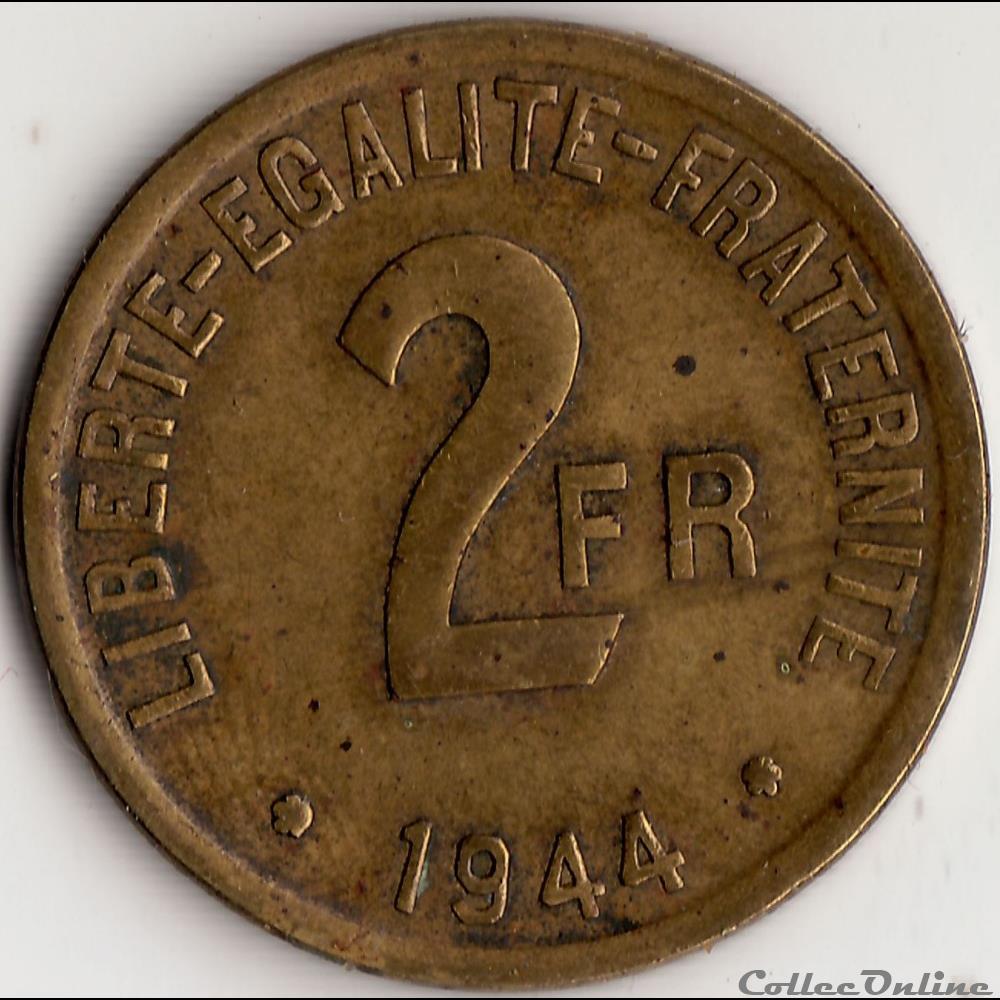 LIBERTE-EGALITE-FRATERNITE
2 FR
1944
CollecOnline